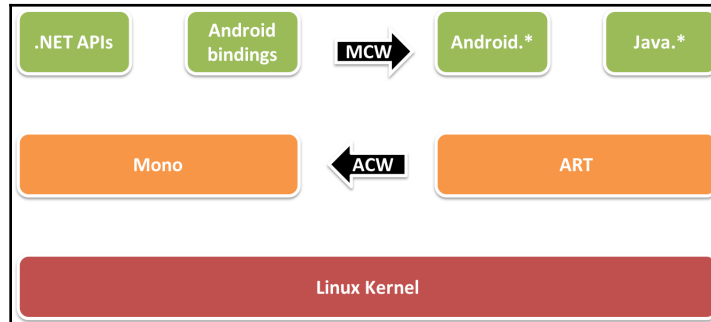 .NET APIs
Android
bindings
MCW
Android.*
Java.*
Mono
ACW
ART
Linux Kernel